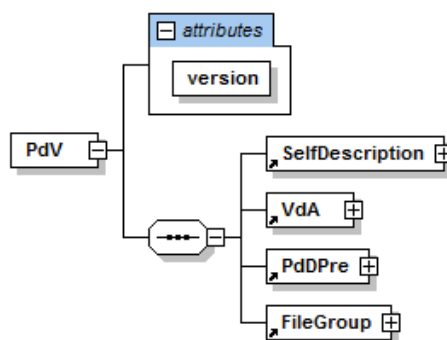 attributes
version
PdV
SelfDescription
VdA
PdDPre
FileGroup